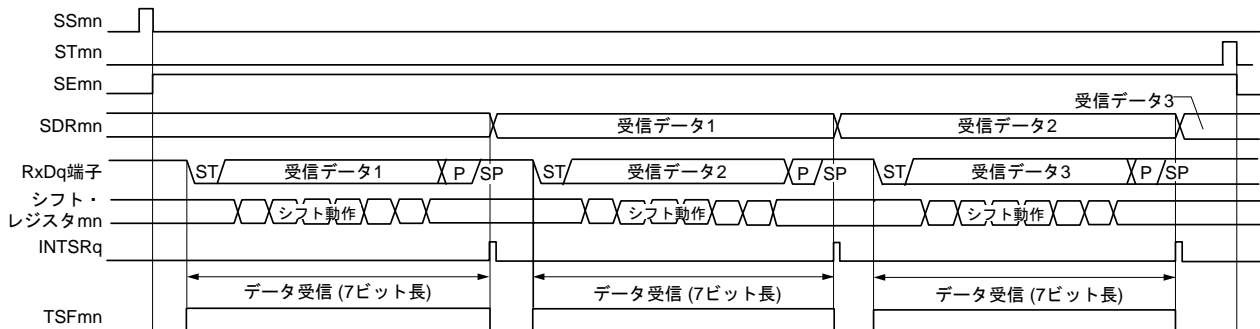 SSmn
STmn
SEmn
受信データ3
SDRmn
受信データ1
受信データ2
RxDq端子
ST
受信データ1
P
SP
ST
受信データ2
P
SP
ST
受信データ3
P
SP
シフト・
レジスタmn
シフト動作
シフト動作
シフト動作
INTSRq
データ受信 (7ビット長)
データ受信 (7ビット長)
データ受信 (7ビット長)
TSFmn